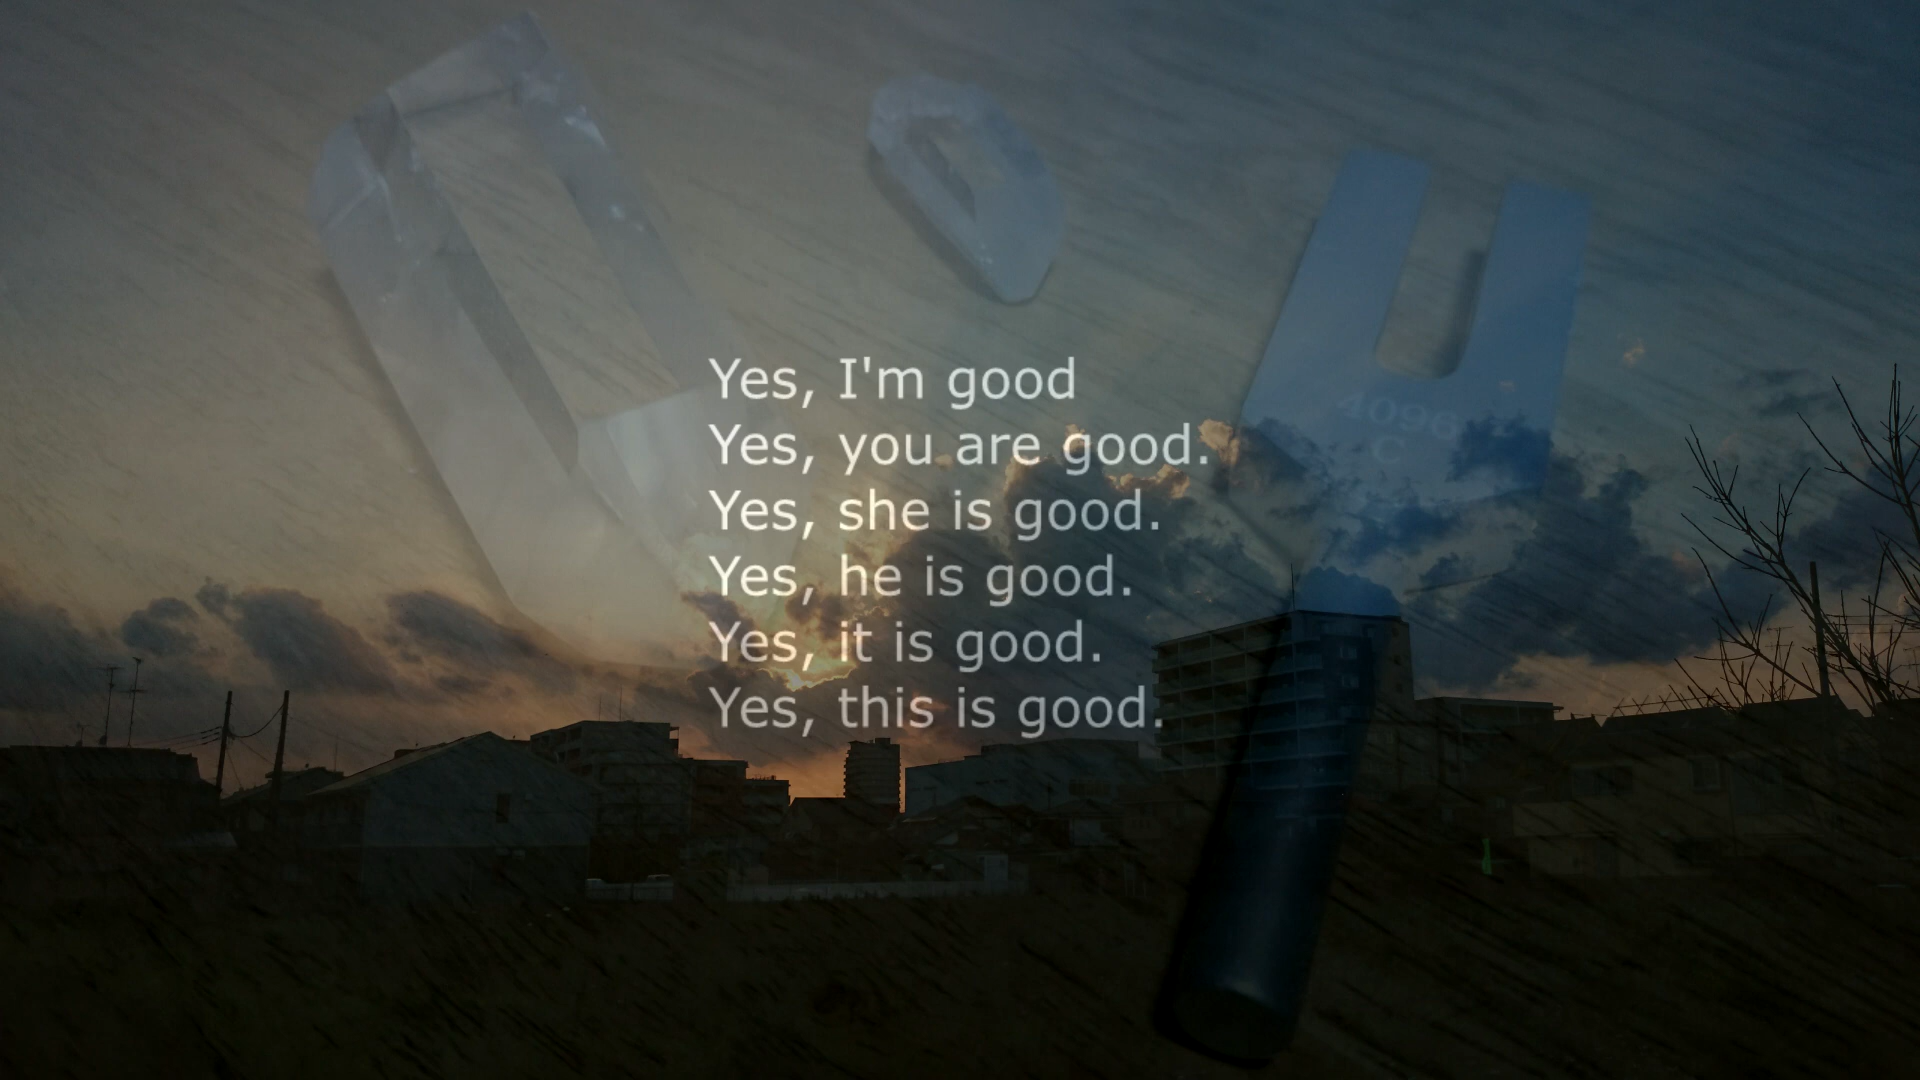 Yes, I'm good
Yes, you are good.
Yes, she is good.
Yes, he is good.
Yes, it is good.
Yes, this is good.
4096
C